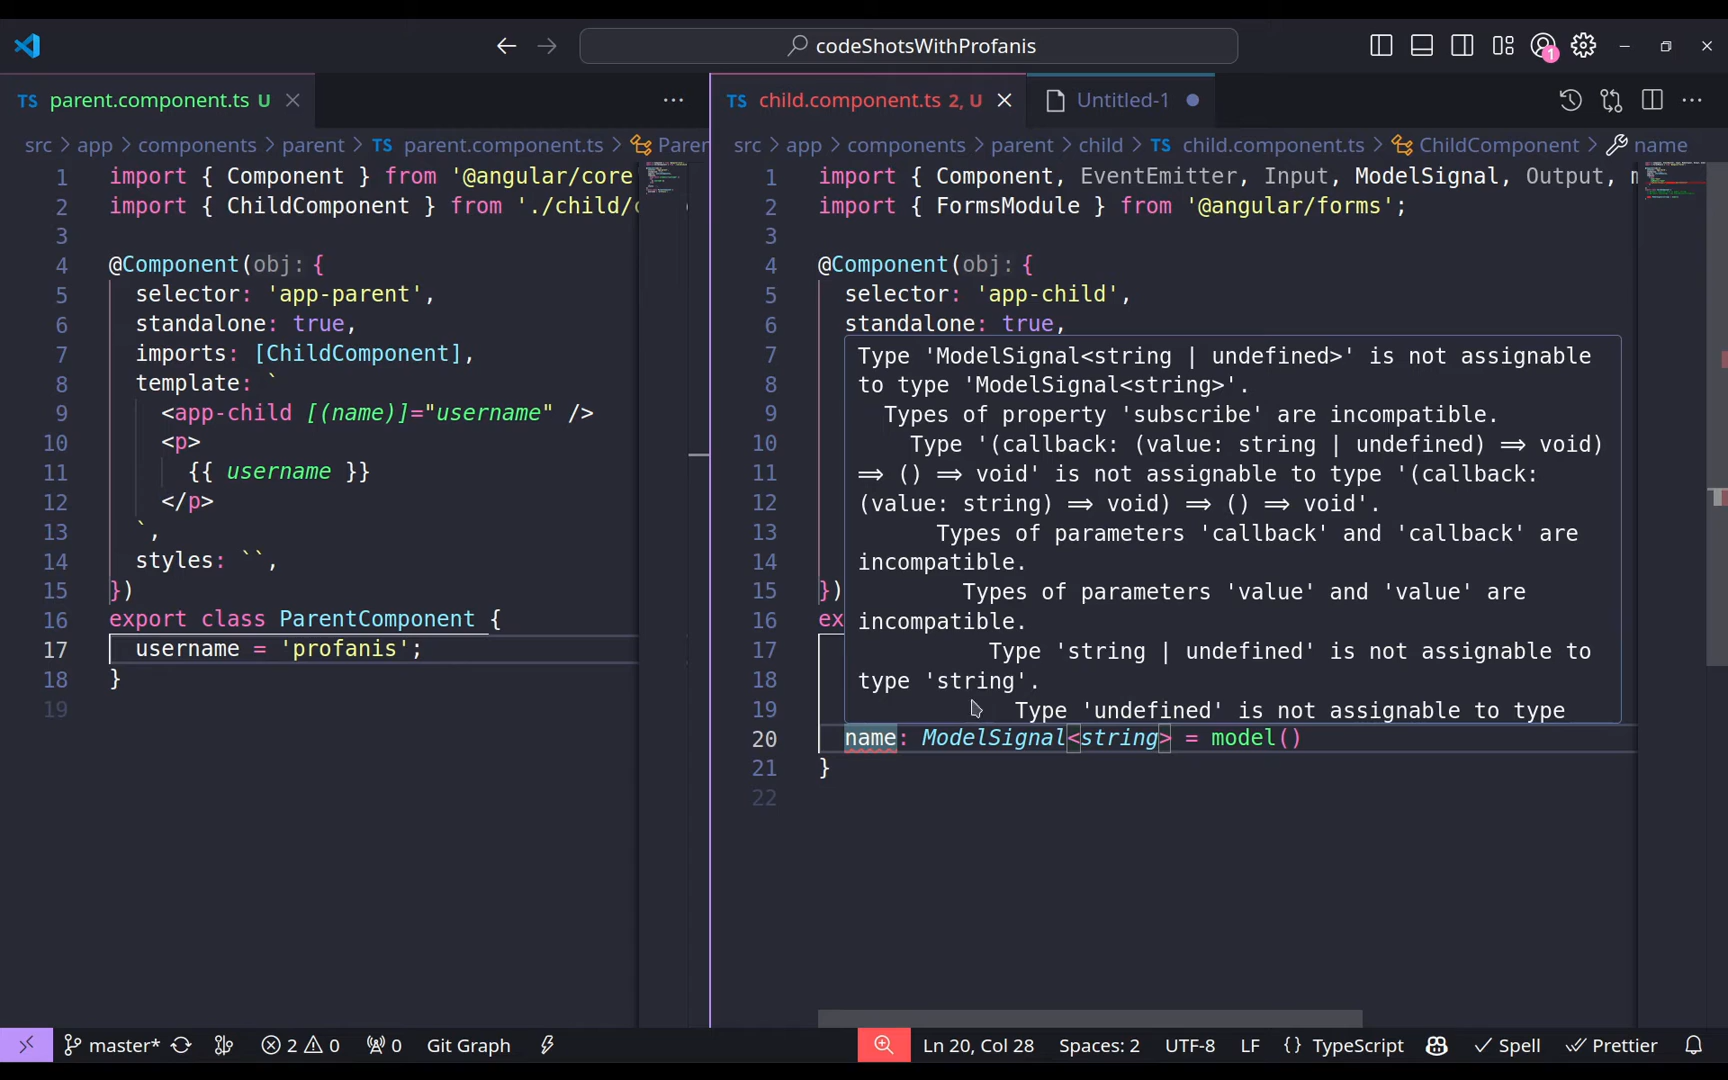 codeShotsWithProfanis
1
TS parent.component.ts U
TS child.component.ts 2, U
Untitled-1
src > app > components > parent > TS parent.component.ts >
src > app > components > parent > child > TS child.component.ts > ChildComponent > name
1 import { Component } from '@angular/core
2 import { ChildComponent } from './child/
3
4 @Component(obj: {
5 selector: 'app-parent',
6 standalone: true,
7 imports: [ChildComponent],
8 template: `
9 <app-child [(name)]="username" />
10 <p>
11 {{ username }}
12 </p>
13 `,
14 styles: ``,
15 })
16 export class ParentComponent {
17 username = 'profanis';
18 }
19
1 import { Component, EventEmitter, Input, ModelSignal, Output,
2 import { FormsModule } from '@angular/forms';
3
4 @Component(obj: {
5 selector: 'app-child',
6 standalone: true,
7
8
9
10
11
12
13
14
15 })
16 ex
17
18
19
Type 'ModelSignal<string | undefined>' is not assignable
to type 'ModelSignal<string>'.
Types of property 'subscribe' are incompatible.
Type '(callback: (value: string | undefined) => void)
=> () => void' is not assignable to type '(callback:
(value: string) => void) => () => void'.
Types of parameters 'callback' and 'callback' are
incompatible.
Types of parameters 'value' and 'value' are
incompatible.
Type 'string | undefined' is not assignable to
type 'string'.
Type 'undefined' is not assignable to type
20 name: ModelSignal<string> = model()
21 }
22
master* 2 0 0 Git Graph Ln 20, Col 28 Spaces: 2 UTF-8 LF {} TypeScript Spell Prettier